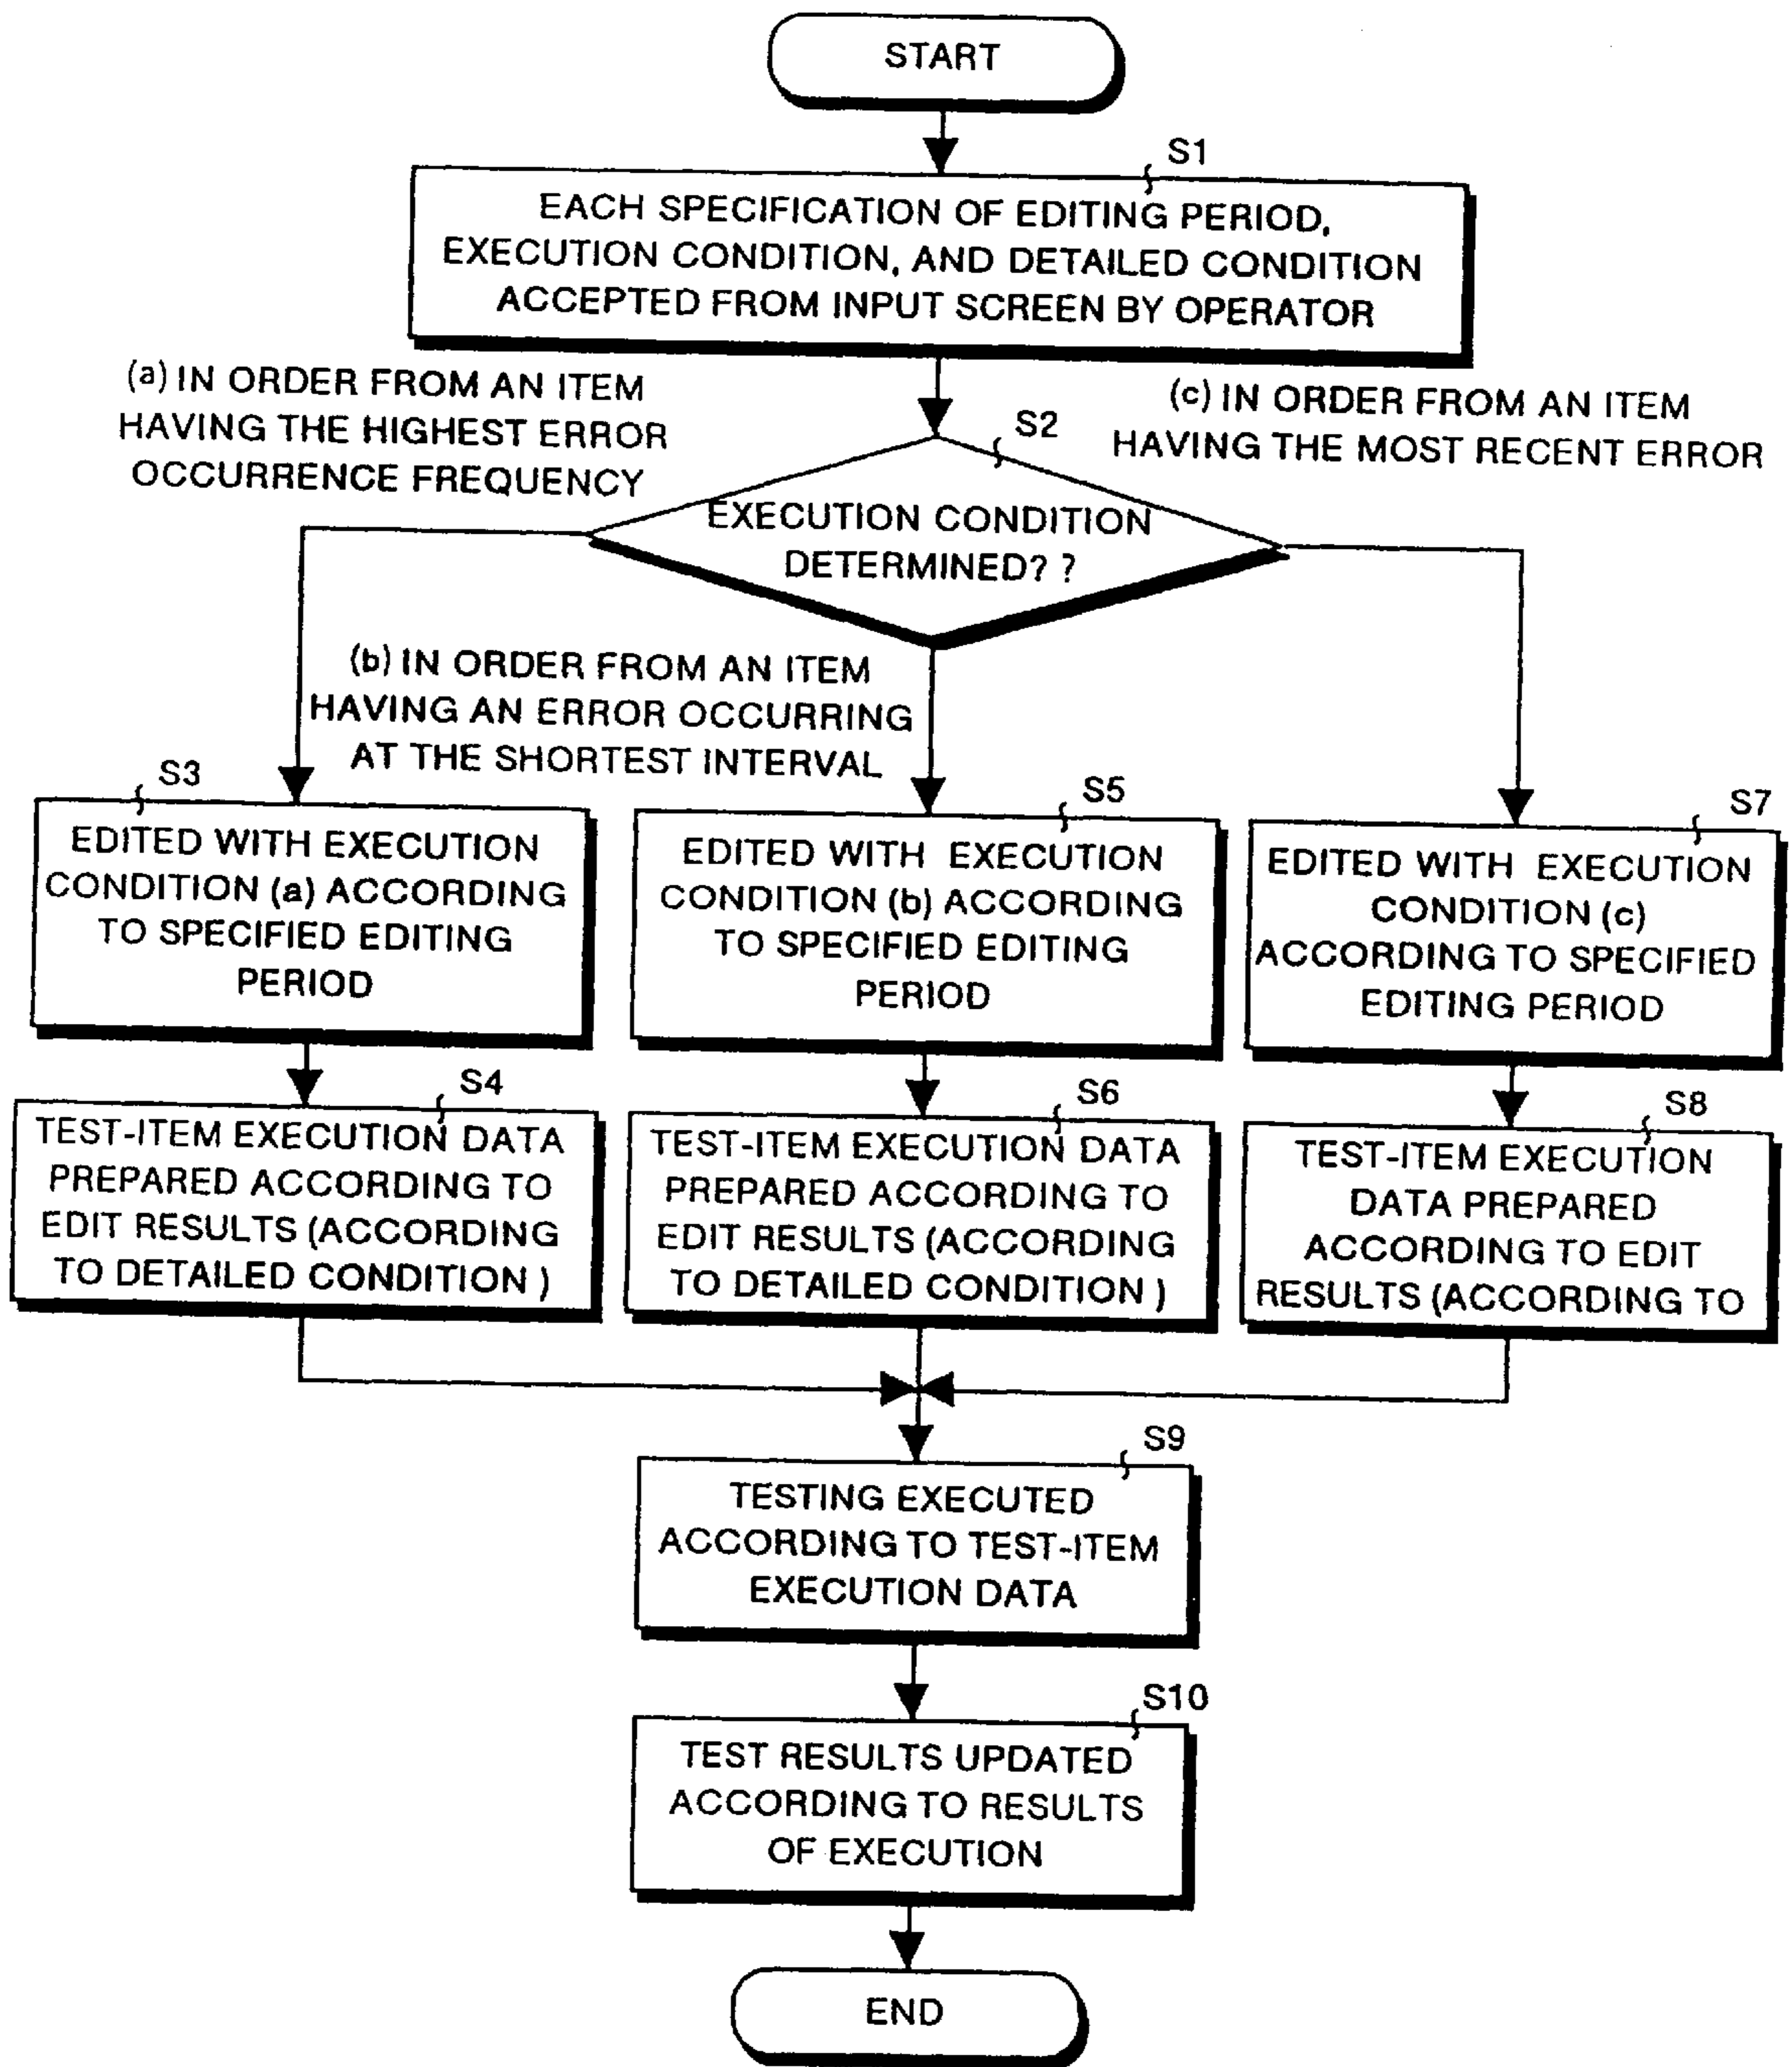 START
S1
EACH SPECIFICATION OF EDITING PERIOD,
EXECUTION CONDITION, AND DETAILED CONDITION
ACCEPTED FROM INPUT SCREEN BY OPERATOR
(a) IN ORDER FROM AN ITEM
HAVING THE HIGHEST ERROR
OCCURRENCE FREQUENCY
(c) IN ORDER FROM AN ITEM
HAVING THE MOST RECENT ERROR
S2
EXECUTION CONDITION
DETERMINED? ?
(b) IN ORDER FROM AN ITEM
HAVING AN ERROR OCCURRING
AT THE SHORTEST INTERVAL
S3
EDITED WITH EXECUTION
CONDITION (a) ACCORDING
TO SPECIFIED EDITING
PERIOD
S5
EDITED WITH EXECUTION
CONDITION (b) ACCORDING
TO SPECIFIED EDITING
PERIOD
S7
EDITED WITH EXECUTION
CONDITION (c)
ACCORDING TO SPECIFIED
EDITING PERIOD
S4
TEST-ITEM EXECUTION DATA
PREPARED ACCORDING TO
EDIT RESULTS (ACCORDING
TO DETAILED CONDITION )
S6
TEST-ITEM EXECUTION DATA
PREPARED ACCORDING TO
EDIT RESULTS (ACCORDING
TO DETAILED CONDITION )
S8
TEST-ITEM EXECUTION
DATA PREPARED
ACCORDING TO EDIT
RESULTS (ACCORDING TO
S9
TESTING EXECUTED
ACCORDING TO TEST-ITEM
EXECUTION DATA
S10
TEST RESULTS UPDATED
ACCORDING TO RESULTS
OF EXECUTION
END